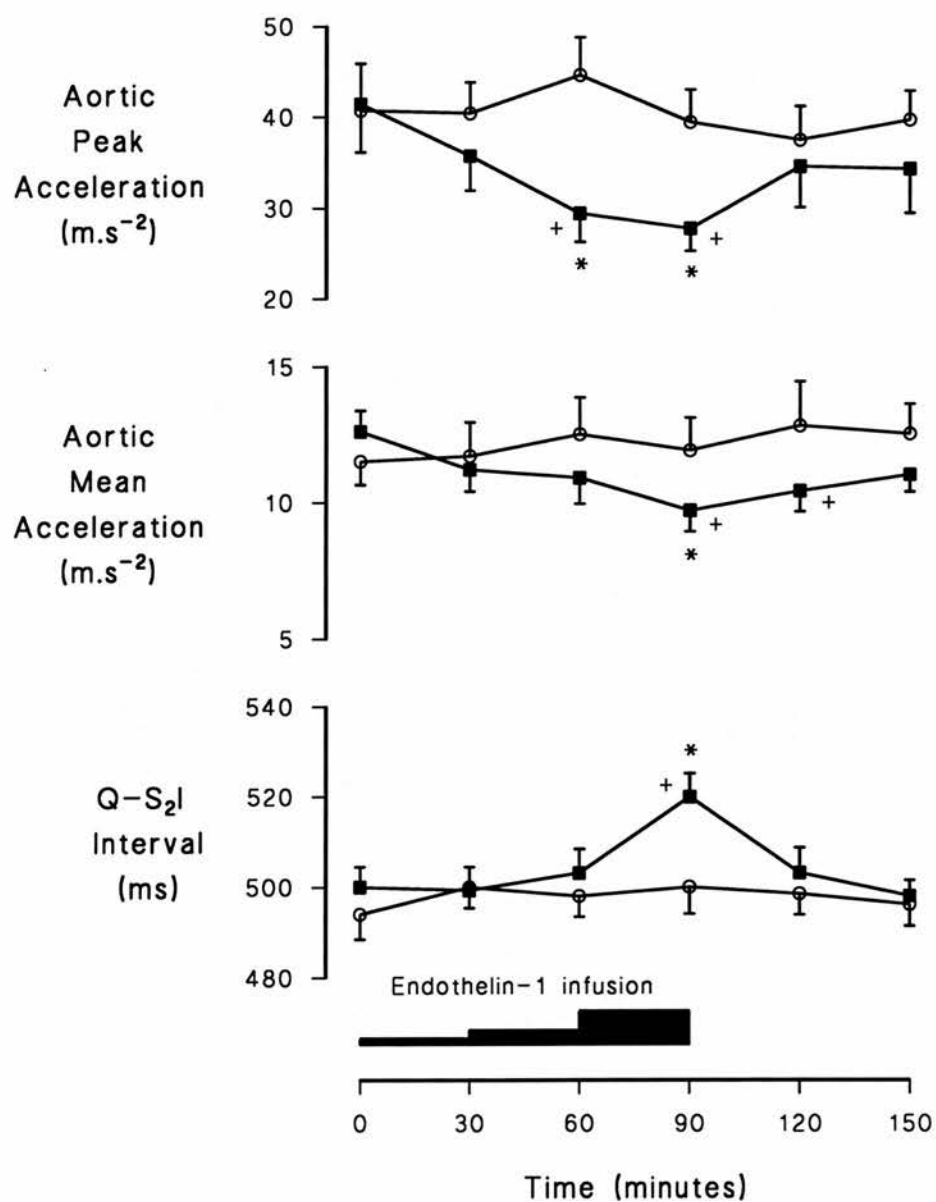 Aortic
Peak
Acceleration
(m.s⁻²)
50
40
30
20
+
*
*
+
Aortic
Mean
Acceleration
(m.s⁻²)
15
10
5
+
*
+
Q-S₂I
Interval
(ms)
540
520
500
480
*
+
Endothelin-1 infusion
0 30 60 90 120 150
Time (minutes)